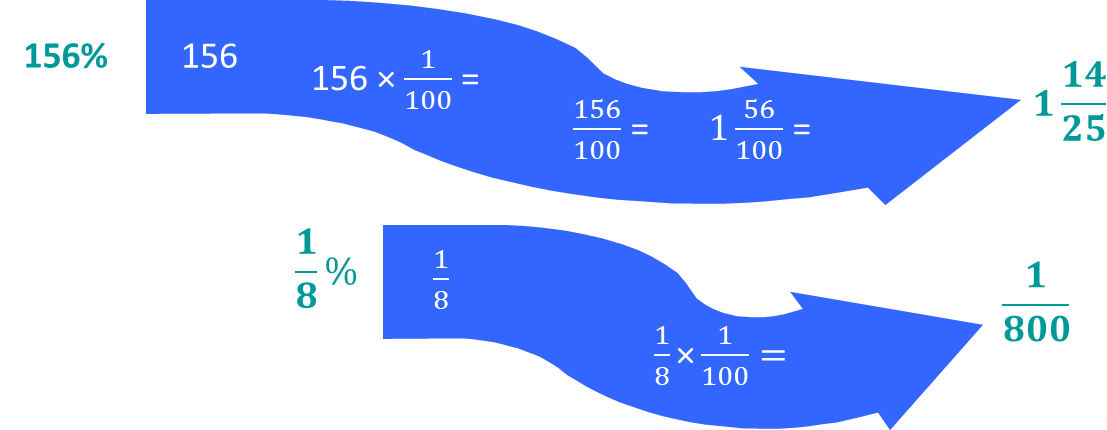 156% 156 156 × 1/100 = 156/100 = 1 56/100 = 1 14/25
1/8 % 1/8 1/8 × 1/100 = 1/800